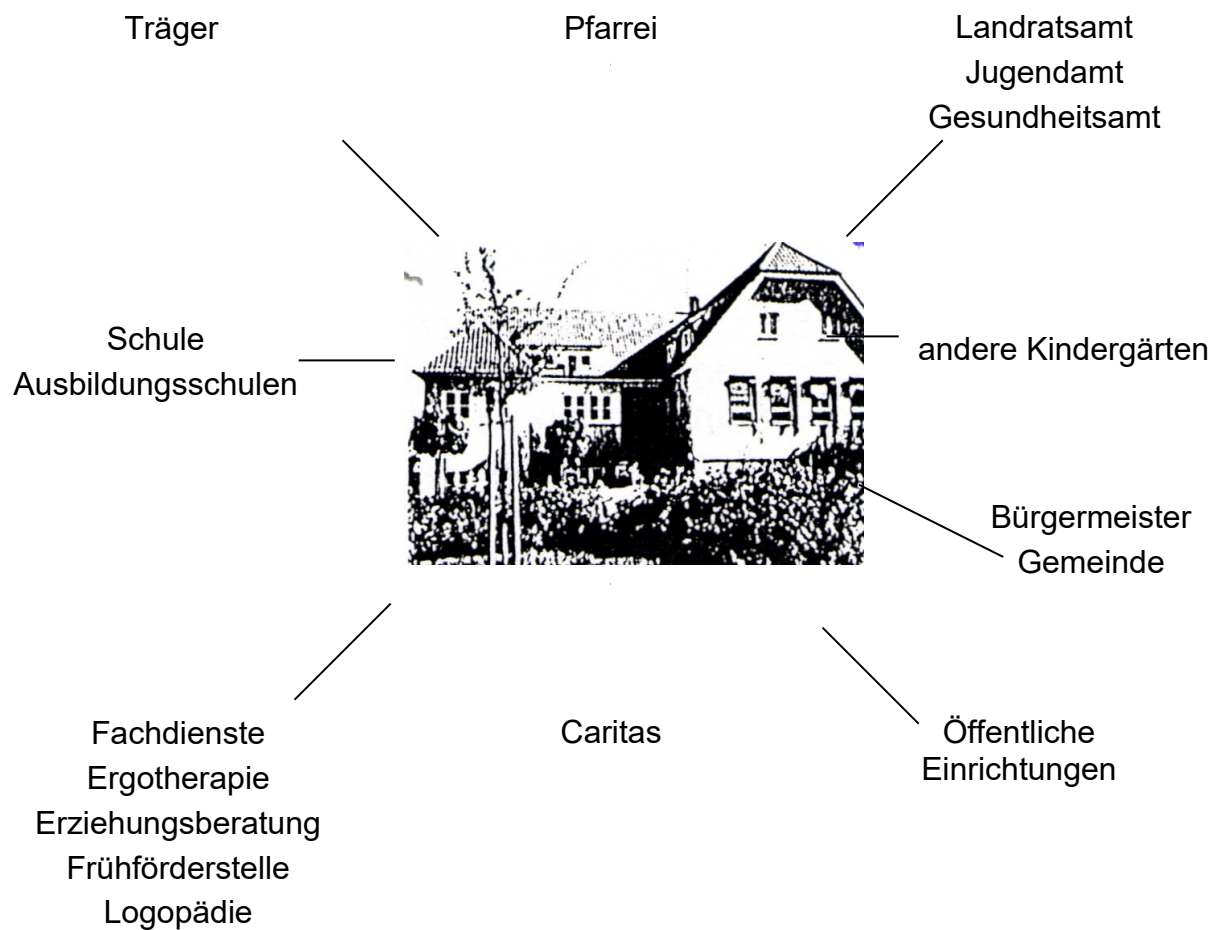 Träger
Pfarrei
Landratsamt
Jugendamt
Gesundheitsamt
Schule
Ausbildungsschulen
andere Kindergärten
Bürgermeister
Gemeinde
Fachdienste
Ergotherapie
Erziehungsberatung
Frühförderstelle
Logopädie
Caritas
Öffentliche
Einrichtungen